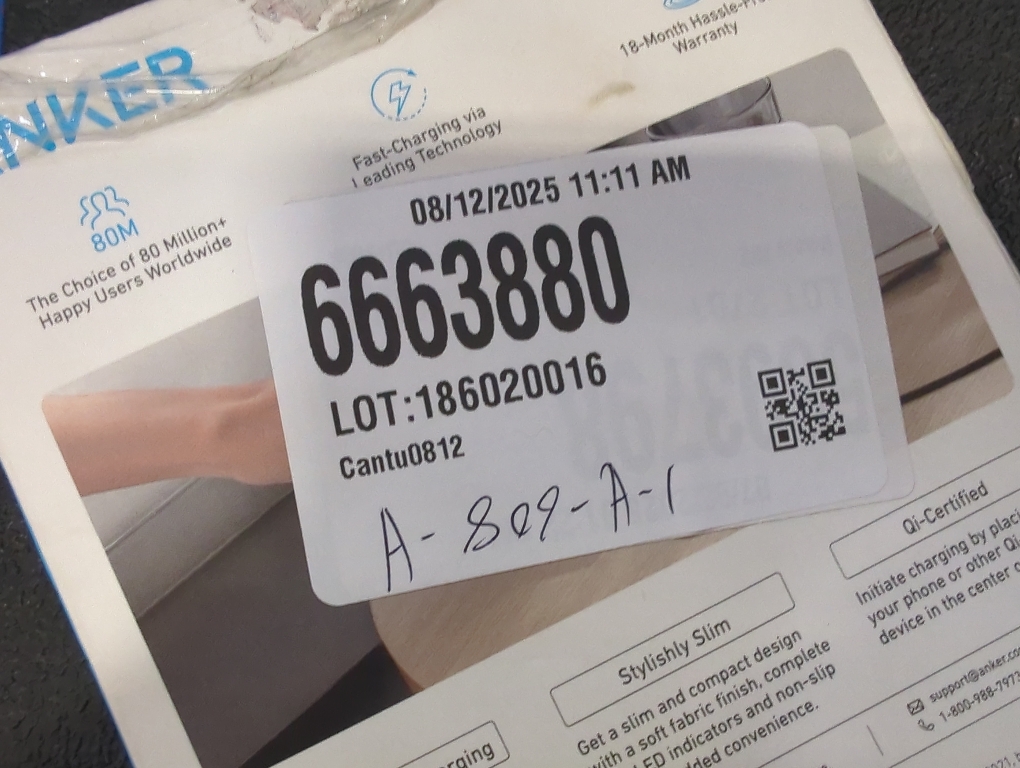 NKER
18-Month Hassle-Fr
Warranty
Fast-Charging via
Leading Technology
80M
The Choice of 80 Million+
Happy Users Worldwide
08/12/2025 11:11 AM
6663880
LOT:186020016
Cantu0812
A-809-A-1
Qi-Certified
Initiate charging by placi
your phone or other Qi-
device in the center o
Stylishly Slim
Get a slim and compact design
with a soft fabric finish, complete
LED indicators and non-slip
dded convenience.
rging
support@anker.co
1-800-988-7973